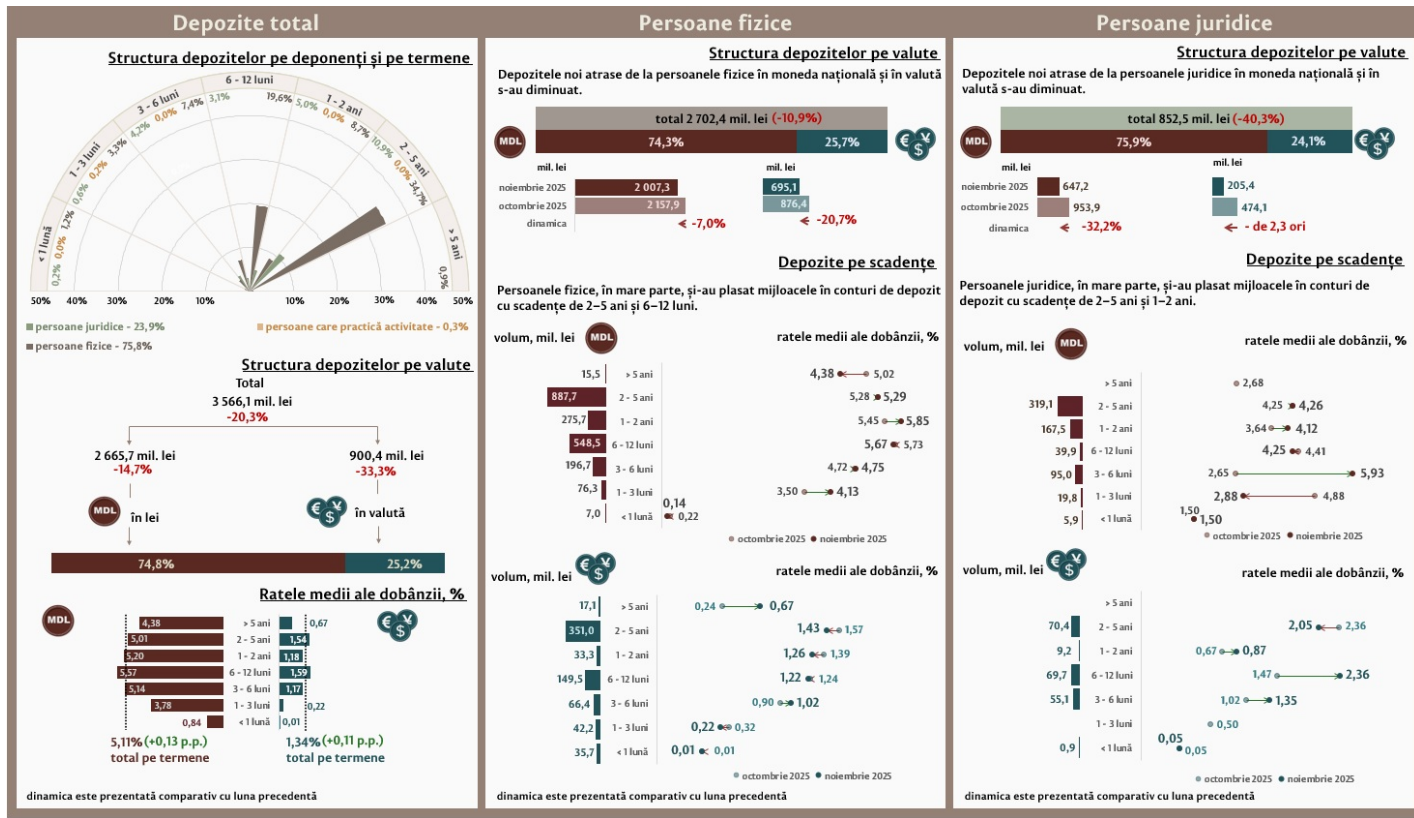 Depozite total
Structura depozitelor pe deponenți și pe termene
< 1 lună
1 - 3 luni
3 - 6 luni
6 - 12 luni
1 - 2 ani
2 - 5 ani
> 5 ani
0,2%
0,0%
1,2%
0,6%
0,2%
3,3%
4,2%
0,0%
7,4%
3,1%
19,6%
5,0%
0,0%
8,7%
10,9%
0,0%
34,7%
0,9%
50% 40% 30% 20% 10% 10% 20% 30% 40% 50%
persoane juridice - 23,9%
persoane care practică activitate - 0,3%
persoane fizice - 75,8%
Structura depozitelor pe valute
Total
3 566,1 mil. lei
-20,3%
2 665,7 mil. lei 900,4 mil. lei
-14,7% -33,3%
MDL în lei € ¥ $ în valută
74,8% 25,2%
Ratele medii ale dobânzii, %
MDL € ¥ $
4,38 > 5 ani 0,67
5,01 2 - 5 ani 1,54
5,20 1 - 2 ani 1,18
5,57 6 - 12 luni 1,59
5,14 3 - 6 luni 1,17
3,78 1 - 3 luni 0,22
0,84 < 1 lună 0,01
5,11% (+0,13 p.p.) 1,34% (+0,11 p.p.)
total pe termene total pe termene
dinamica este prezentată comparativ cu luna precedentă
Persoane fizice
Structura depozitelor pe valute
Depozitele noi atrase de la persoanele fizice în moneda națională și în valută
s-au diminuat.
total 2 702,4 mil. lei (-10,9%)
MDL 74,3% 25,7% € ¥ $
mil. lei mil. lei
noiembrie 2025 2 007,3 695,1
octombrie 2025 2 157,9 876,4
dinamica -7,0% -20,7%
Depozite pe scadențe
Persoanele fizice, în mare parte, și-au plasat mijloacele în conturi de depozit
cu scadențe de 2–5 ani și 6–12 luni.
volum, mil. lei MDL ratele medii ale dobânzii, %
15,5 > 5 ani 4,38 5,02
887,7 2 - 5 ani 5,28 5,29
275,7 1 - 2 ani 5,45 5,85
548,5 6 - 12 luni 5,67 5,73
196,7 3 - 6 luni 4,72 4,75
76,3 1 - 3 luni 3,50 4,13
7,0 < 1 lună 0,14 0,22
octombrie 2025 noiembrie 2025
volum, mil. lei € ¥ $ ratele medii ale dobânzii, %
17,1 > 5 ani 0,24 0,67
351,0 2 - 5 ani 1,43 1,57
33,3 1 - 2 ani 1,26 1,39
149,5 6 - 12 luni 1,22 1,24
66,4 3 - 6 luni 0,90 1,02
42,2 1 - 3 luni 0,22 0,32
35,7 < 1 lună 0,01 0,01
octombrie 2025 noiembrie 2025
dinamica este prezentată comparativ cu luna precedentă
Persoane juridice
Structura depozitelor pe valute
Depozitele noi atrase de la persoanele juridice în moneda națională și în
valută s-au diminuat.
total 852,5 mil. lei (-40,3%)
MDL 75,9% 24,1% € ¥ $
mil. lei mil. lei
noiembrie 2025 647,2 205,4
octombrie 2025 953,9 474,1
dinamica -32,2% - de 2,3 ori
Depozite pe scadențe
Persoanele juridice, în mare parte, și-au plasat mijloacele în conturi de
depozit cu scadențe de 2–5 ani și 1–2 ani.
volum, mil. lei MDL ratele medii ale dobânzii, %
> 5 ani 2,68
319,1 2 - 5 ani 4,25 4,26
167,5 1 - 2 ani 3,64 4,12
39,9 6 - 12 luni 4,25 4,41
95,0 3 - 6 luni 2,65 5,93
19,8 1 - 3 luni 2,88 4,88
5,9 < 1 lună 1,50 1,50
octombrie 2025 noiembrie 2025
volum, mil. lei € ¥ $ ratele medii ale dobânzii, %
> 5 ani
70,4 2 - 5 ani 2,05 2,36
9,2 1 - 2 ani 0,67 0,87
69,7 6 - 12 luni 1,47 2,36
55,1 3 - 6 luni 1,02 1,35
1 - 3 luni 0,50
0,9 < 1 lună 0,05 0,05
octombrie 2025 noiembrie 2025
dinamica este prezentată comparativ cu luna precedentă